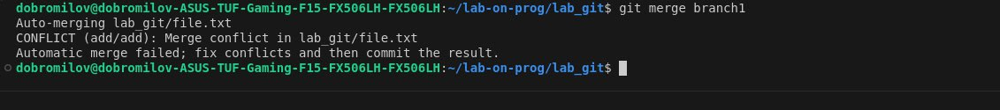 dobromilov@dobromilov-ASUS-TUF-Gaming-F15-FX506LH-FX506LH:~/lab-on-prog/lab_git$ git merge branch1
Auto-merging lab_git/file.txt
CONFLICT (add/add): Merge conflict in lab_git/file.txt
Automatic merge failed; fix conflicts and then commit the result.
dobromilov@dobromilov-ASUS-TUF-Gaming-F15-FX506LH-FX506LH:~/lab-on-prog/lab_git$